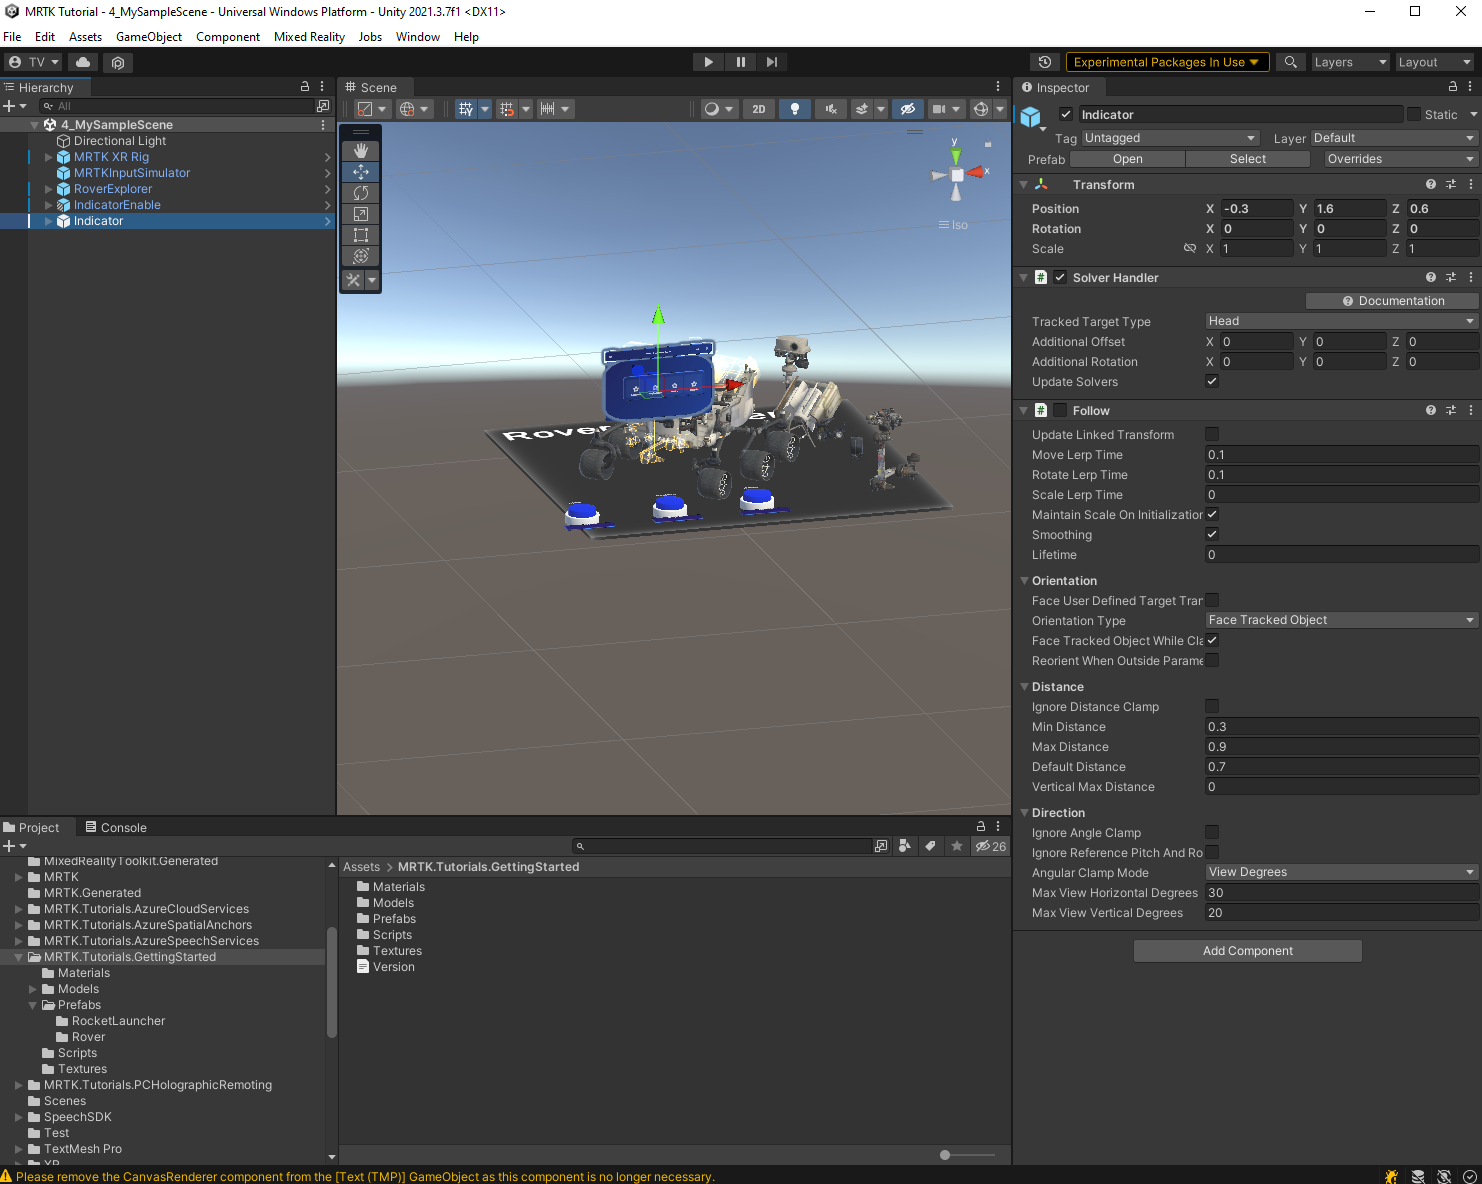 MRTK Tutorial - 4_MySampleScene - Universal Windows Platform - Unity 2021.3.7f1 <DX11>
File Edit Assets GameObject Component Mixed Reality Jobs Window Help
TV
Experimental Packages In Use
Layers
Layout
Hierarchy
All
4_MySampleScene
Directional Light
MRTK XR Rig
MRTKInputSimulator
RoverExplorer
IndicatorEnable
Indicator
Scene
2D
y
x
Iso
Rover
Inspector
Indicator
Static
Tag Untagged Layer Default
Prefab Open Select Overrides
Transform
Position X -0.3 Y 1.6 Z 0.6
Rotation X 0 Y 0 Z 0
Scale X 1 Y 1 Z 1
Solver Handler
Documentation
Tracked Target Type Head
Additional Offset X 0 Y 0 Z 0
Additional Rotation X 0 Y 0 Z 0
Update Solvers
Follow
Update Linked Transform
Move Lerp Time 0.1
Rotate Lerp Time 0.1
Scale Lerp Time 0
Maintain Scale On Initialization
Smoothing
Lifetime 0
Orientation
Face User Defined Target Tran
Orientation Type Face Tracked Object
Face Tracked Object While Cla
Reorient When Outside Parame
Distance
Ignore Distance Clamp
Min Distance 0.3
Max Distance 0.9
Default Distance 0.7
Vertical Max Distance 0
Direction
Ignore Angle Clamp
Ignore Reference Pitch And Ro
Angular Clamp Mode View Degrees
Max View Horizontal Degrees 30
Max View Vertical Degrees 20
Add Component
Project
Console
26
MixedRealityToolkit.Generated
MRTK
MRTK.Generated
MRTK.Tutorials.AzureCloudServices
MRTK.Tutorials.AzureSpatialAnchors
MRTK.Tutorials.AzureSpeechServices
MRTK.Tutorials.GettingStarted
Materials
Models
Prefabs
RocketLauncher
Rover
Scripts
Textures
MRTK.Tutorials.PCHolographicRemoting
Scenes
SpeechSDK
Test
TextMesh Pro
XR
Assets > MRTK.Tutorials.GettingStarted
Materials
Models
Prefabs
Scripts
Textures
Version
Please remove the CanvasRenderer component from the [Text (TMP)] GameObject as this component is no longer necessary.